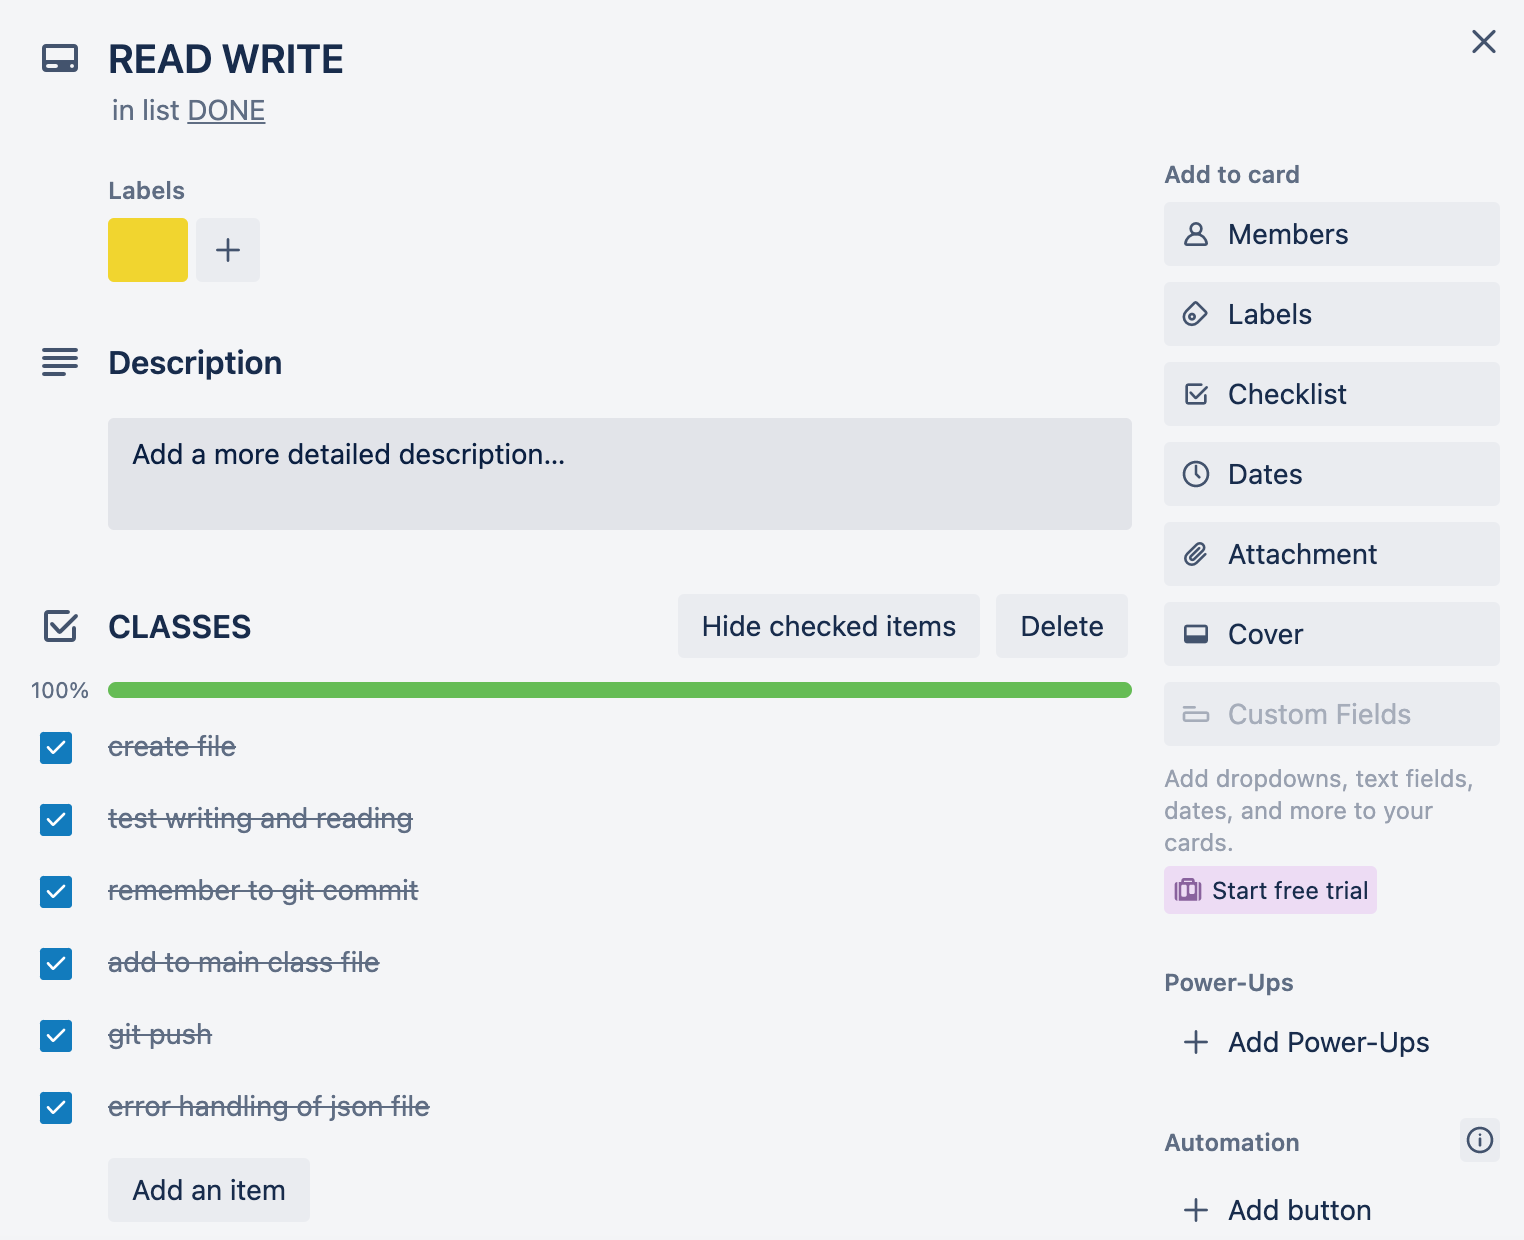 READ WRITE
in list DONE
Labels
Description
Add a more detailed description...
CLASSES
Hide checked items
Delete
100%
create file
test writing and reading
remember to git commit
add to main class file
git push
error handling of json file
Add an item
Add to card
Members
Labels
Checklist
Dates
Attachment
Cover
Custom Fields
Add dropdowns, text fields,
dates, and more to your
cards.
Start free trial
Power-Ups
Add Power-Ups
Automation
Add button